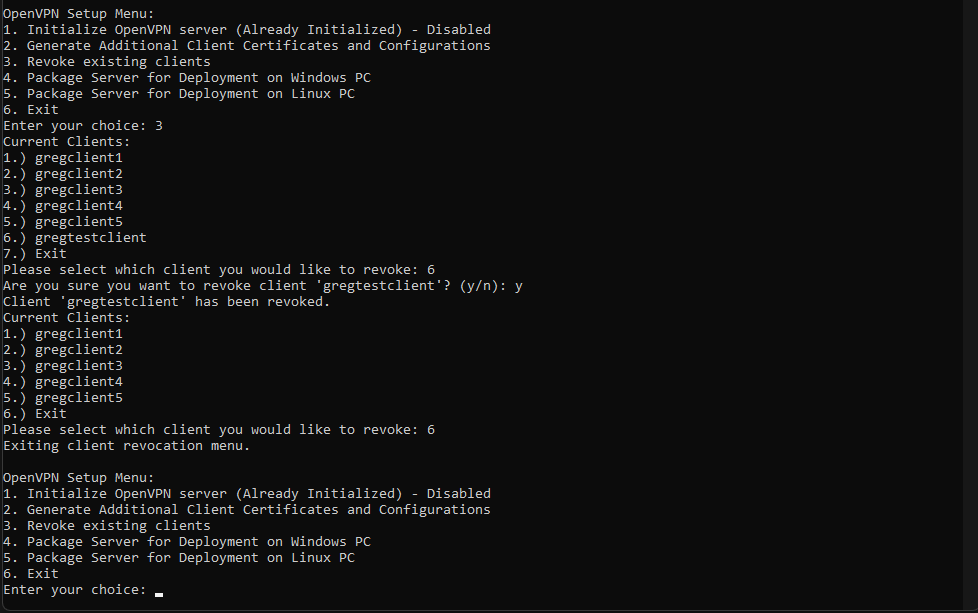 OpenVPN Setup Menu:
1. Initialize OpenVPN server (Already Initialized) - Disabled
2. Generate Additional Client Certificates and Configurations
3. Revoke existing clients
4. Package Server for Deployment on Windows PC
5. Package Server for Deployment on Linux PC
6. Exit
Enter your choice: 3
Current Clients:
1.) gregclient1
2.) gregclient2
3.) gregclient3
4.) gregclient4
5.) gregclient5
6.) gregtestclient
7.) Exit
Please select which client you would like to revoke: 6
Are you sure you want to revoke client 'gregtestclient'? (y/n): y
Client 'gregtestclient' has been revoked.
Current Clients:
1.) gregclient1
2.) gregclient2
3.) gregclient3
4.) gregclient4
5.) gregclient5
6.) Exit
Please select which client you would like to revoke: 6
Exiting client revocation menu.

OpenVPN Setup Menu:
1. Initialize OpenVPN server (Already Initialized) - Disabled
2. Generate Additional Client Certificates and Configurations
3. Revoke existing clients
4. Package Server for Deployment on Windows PC
5. Package Server for Deployment on Linux PC
6. Exit
Enter your choice: _